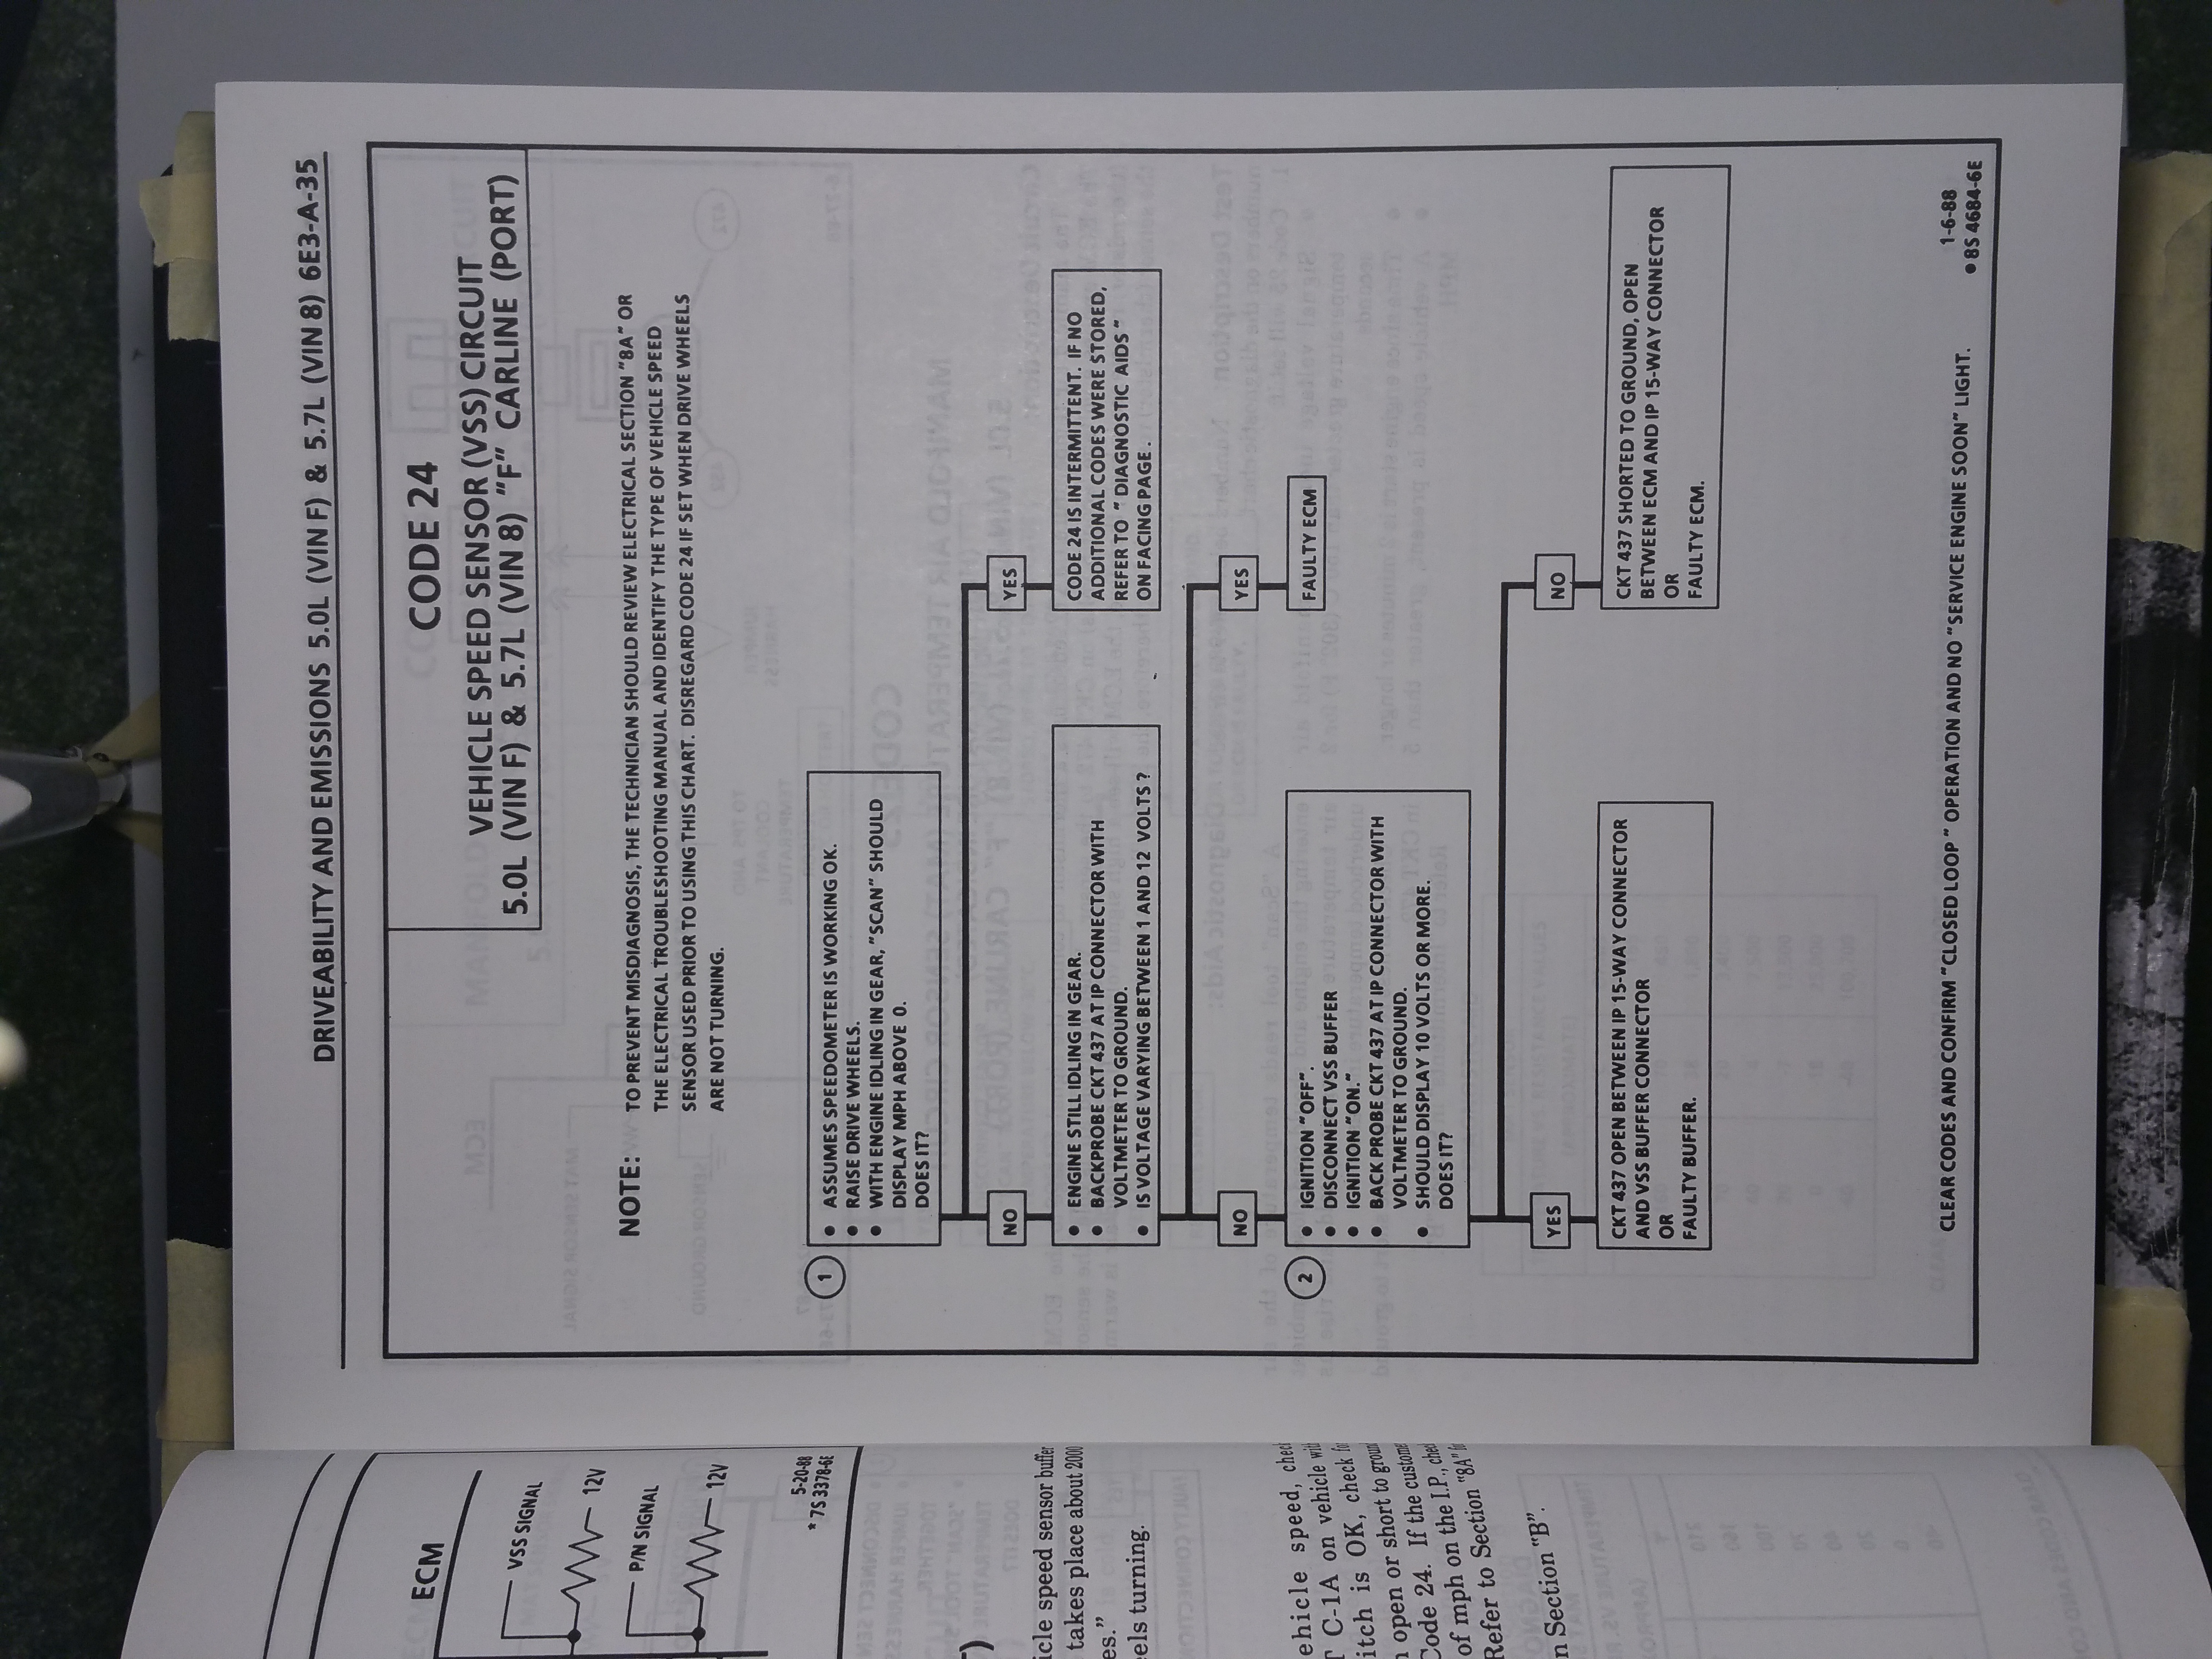 DRIVEABILITY AND EMISSIONS 5.0L (VIN F) & 5.7L (VIN 8) 6E3-A-35
CODE 24
VEHICLE SPEED SENSOR (VSS) CIRCUIT
5.0L (VIN F) & 5.7L (VIN 8) "F" CARLINE (PORT)
NOTE: TO PREVENT MISDIAGNOSIS, THE TECHNICIAN SHOULD REVIEW ELECTRICAL SECTION "8A" OR
THE ELECTRICAL TROUBLESHOOTING MANUAL AND IDENTIFY THE TYPE OF VEHICLE SPEED
SENSOR USED PRIOR TO USING THIS CHART. DISREGARD CODE 24 IF SET WHEN DRIVE WHEELS
ARE NOT TURNING.
1
• ASSUMES SPEEDOMETER IS WORKING OK.
• RAISE DRIVE WHEELS.
• WITH ENGINE IDLING IN GEAR, "SCAN" SHOULD
DISPLAY MPH ABOVE 0.
DOES IT?
NO
YES
• ENGINE STILL IDLING IN GEAR.
• BACKPROBE CKT 437 AT IP CONNECTOR WITH
VOLTMETER TO GROUND.
• IS VOLTAGE VARYING BETWEEN 1 AND 12 VOLTS ?
CODE 24 IS INTERMITTENT. IF NO
ADDITIONAL CODES WERE STORED,
REFER TO " DIAGNOSTIC AIDS "
ON FACING PAGE.
NO
YES
2
• IGNITION "OFF".
• DISCONNECT VSS BUFFER
• IGNITION "ON."
• BACK PROBE CKT 437 AT IP CONNECTOR WITH
VOLTMETER TO GROUND.
• SHOULD DISPLAY 10 VOLTS OR MORE.
DOES IT?
FAULTY ECM
YES
NO
CKT 437 OPEN BETWEEN IP 15-WAY CONNECTOR
AND VSS BUFFER CONNECTOR
OR
FAULTY BUFFER.
CKT 437 SHORTED TO GROUND, OPEN
BETWEEN ECM AND IP 15-WAY CONNECTOR
OR
FAULTY ECM.
CLEAR CODES AND CONFIRM "CLOSED LOOP" OPERATION AND NO "SERVICE ENGINE SOON" LIGHT.
1-6-88
• 8S 4684-6E
ECM
VSS SIGNAL
12V
P/N SIGNAL
12V
5-20-88
* 7S 3378-6E
speed sensor buffer
takes place about 2000
turning.
vehicle speed, check
C-1A on vehicle with
is OK, check for
open or short to ground
Code 24. If the customer
of mph on the I.P., check
Refer to Section "8A" for
in Section "B".